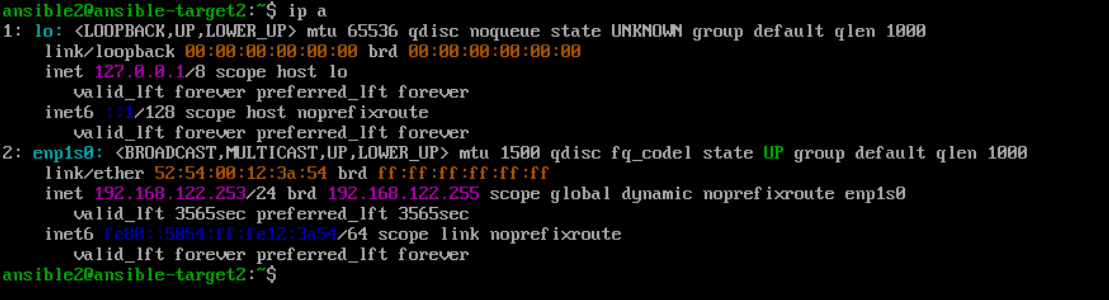 ansible2@ansible-target2:~$ ip a
1: lo: <LOOPBACK,UP,LOWER_UP> mtu 65536 qdisc noqueue state UNKNOWN group default qlen 1000
    link/loopback 00:00:00:00:00:00 brd 00:00:00:00:00:00
    inet 127.0.0.1/8 scope host lo
       valid_lft forever preferred_lft forever
    inet6 ::1/128 scope host noprefixroute
       valid_lft forever preferred_lft forever
2: enp1s0: <BROADCAST,MULTICAST,UP,LOWER_UP> mtu 1500 qdisc fq_codel state UP group default qlen 1000
    link/ether 52:54:00:12:3a:54 brd ff:ff:ff:ff:ff:ff
    inet 192.168.122.253/24 brd 192.168.122.255 scope global dynamic noprefixroute enp1s0
       valid_lft 3565sec preferred_lft 3565sec
    inet6 fe80::5054:ff:fe12:3a54/64 scope link noprefixroute
       valid_lft forever preferred_lft forever
ansible2@ansible-target2:~$